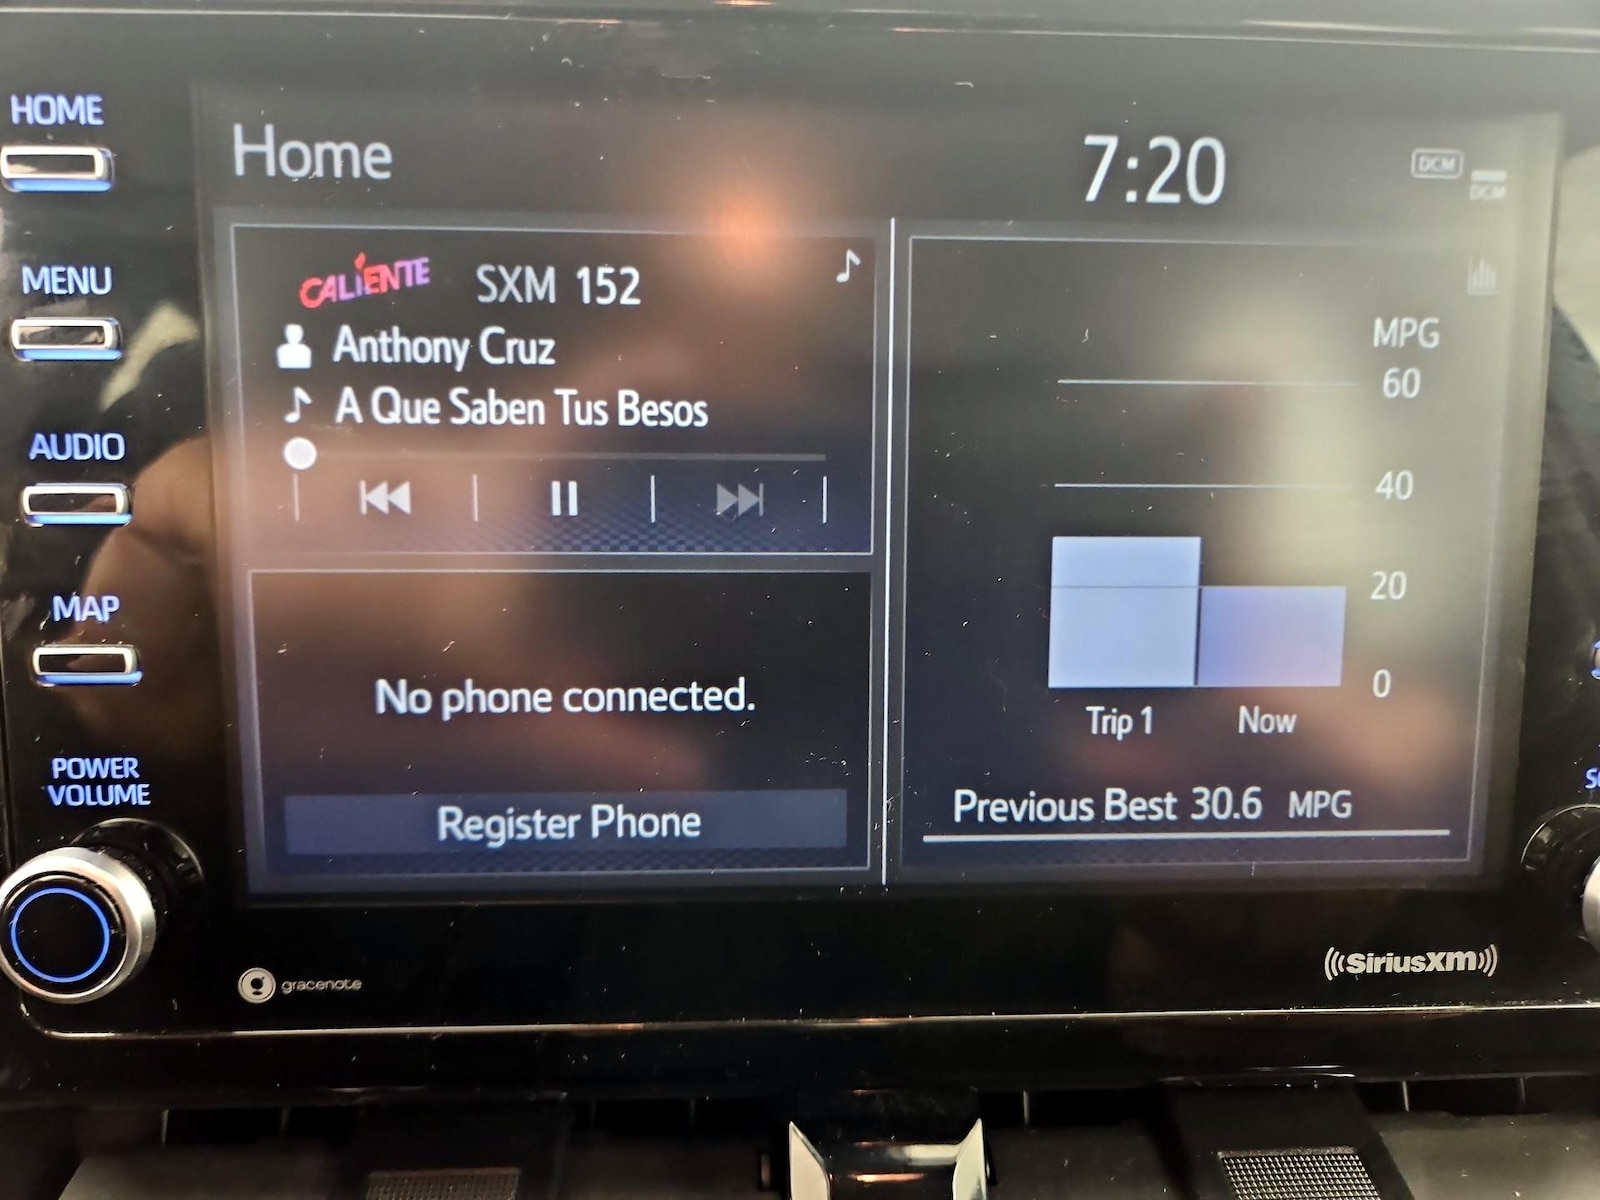 HOME
MENU
AUDIO
MAP
POWER
VOLUME
Home
7:20
DCM
DCM
CALIENTE SXM 152
Anthony Cruz
A Que Saben Tus Besos
No phone connected.
Register Phone
MPG
60
40
20
0
Trip 1 Now
Previous Best 30.6 MPG
gracenote
SiriusXM